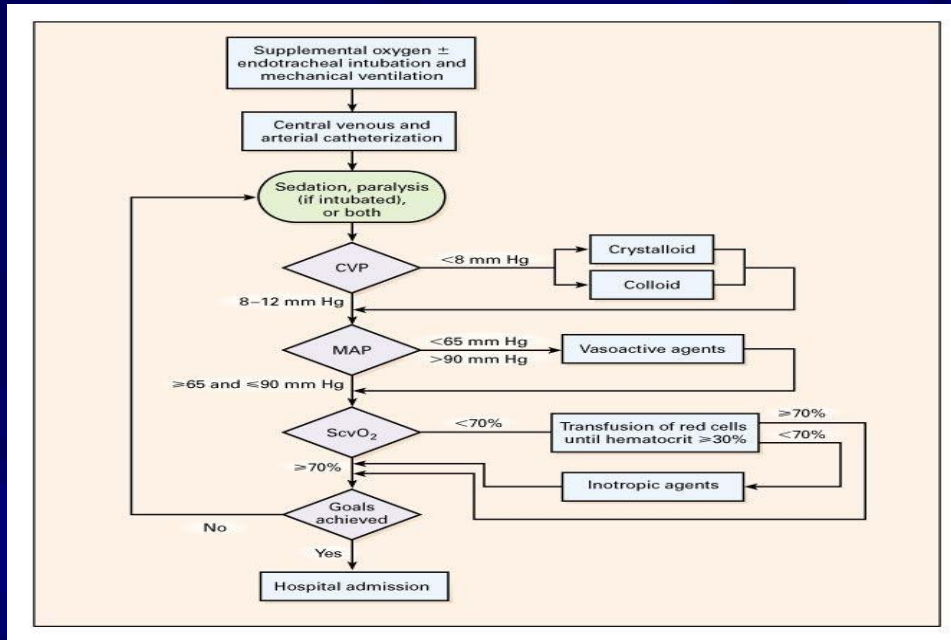 Supplemental oxygen ±
endotracheal intubation and
mechanical ventilation
Central venous and
arterial catheterization
Sedation, paralysis
(if intubated),
or both
CVP
<8 mm Hg
Crystalloid
Colloid
8–12 mm Hg
MAP
<65 mm Hg
>90 mm Hg
Vasoactive agents
≥65 and ≤90 mm Hg
ScvO₂
<70%
Transfusion of red cells
until hematocrit ≥30%
≥70%
<70%
≥70%
Inotropic agents
Goals
achieved
No
Yes
Hospital admission